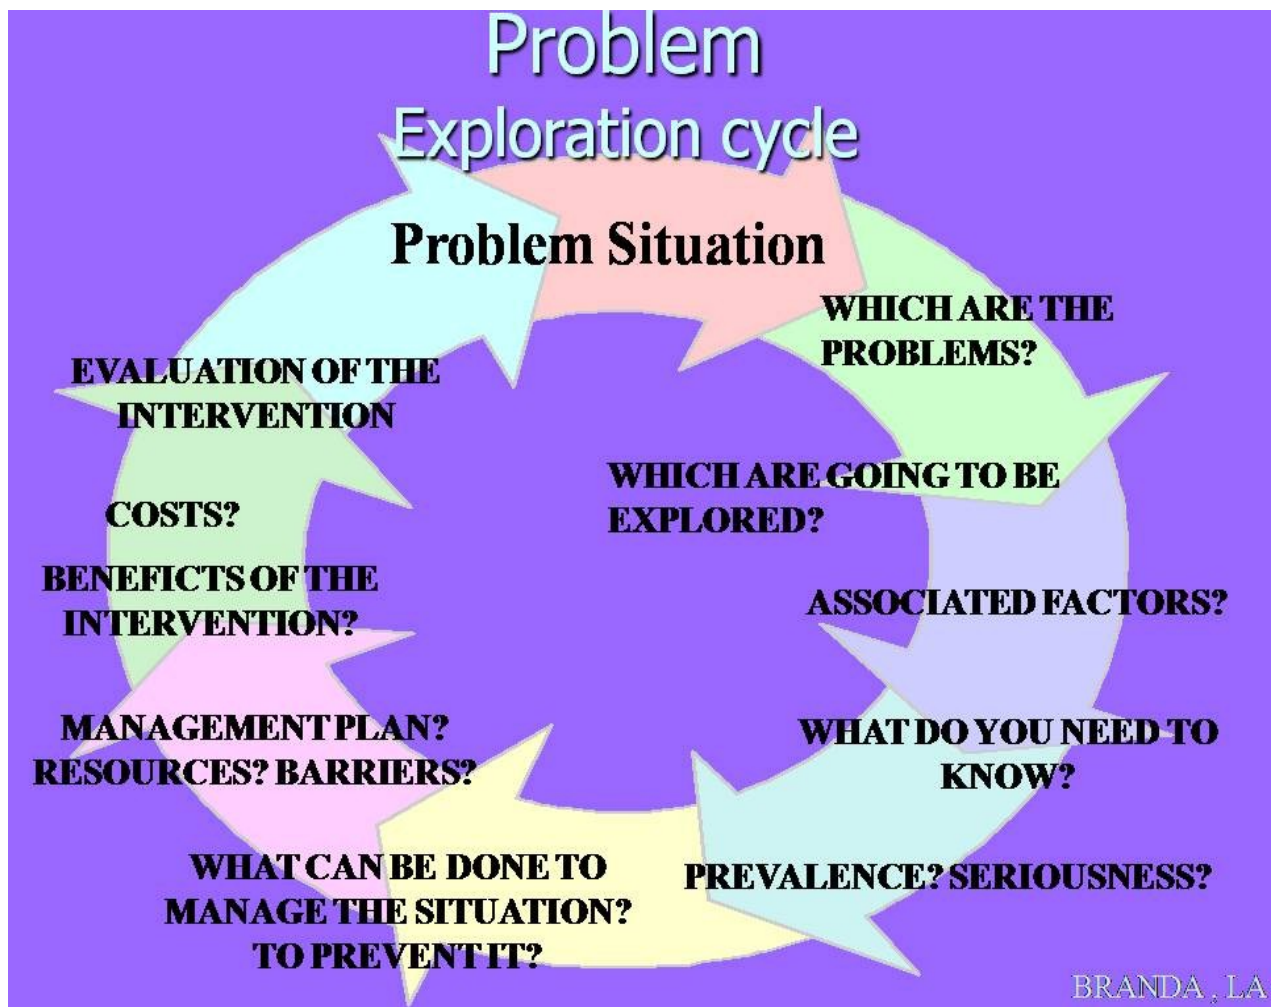 Problem
Exploration cycle
Problem Situation
WHICH ARE THE
PROBLEMS?
WHICH ARE GOING TO BE
EXPLORED?
ASSOCIATED FACTORS?
WHAT DO YOU NEED TO
KNOW?
PREVALENCE? SERIOUSNESS?
WHAT CAN BE DONE TO
MANAGE THE SITUATION?
TO PREVENT IT?
MANAGEMENT PLAN?
RESOURCES? BARRIERS?
BENEFICTS OF THE
INTERVENTION?
COSTS?
EVALUATION OF THE
INTERVENTION
BRANDA , LA